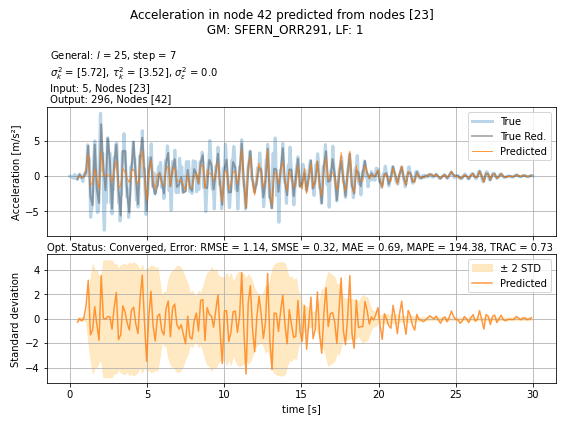 Acceleration in node 42 predicted from nodes [23]
GM: SFERN_ORR291, LF: 1
General: l = 25, step = 7
σ²ₖ = [5.72], τ²ₖ = [3.52], σ²ε = 0.0
Input: 5, Nodes [23]
Output: 296, Nodes [42]
True
True Red.
Predicted
Acceleration [m/s²]
5
0
−5
Opt. Status: Converged, Error: RMSE = 1.14, SMSE = 0.32, MAE = 0.69, MAPE = 194.38, TRAC = 0.73
± 2 STD
Predicted
Standard deviation
4
2
0
−2
−4
0 5 10 15 20 25 30
time [s]